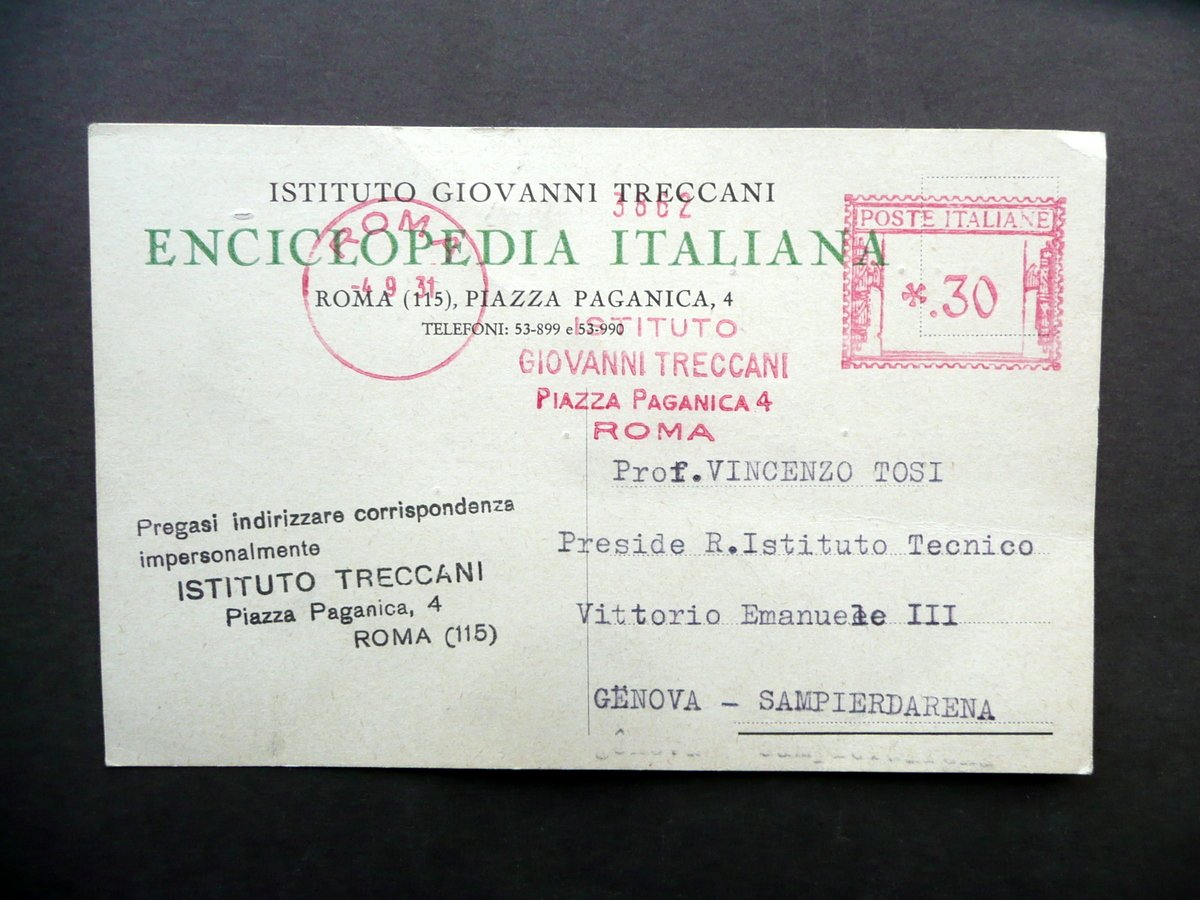 ISTITUTO GIOVANNI TRECCANI
3862
ENCICLOPEDIA ITALIANA
ROMA
-4.9.31
ROMA (115), PIAZZA PAGANICA, 4
TELEFONI: 53-899 e 53-990
POSTE ITALIANE
*.30
ISTITUTO
GIOVANNI TRECCANI
PIAZZA PAGANICA 4
ROMA
Prof.VINCENZO TOSI
Preside R.Istituto Tecnico
Vittorio Emanuele III
GENOVA - SAMPIERDARENA
Pregasi indirizzare corrispondenza
impersonalmente
ISTITUTO TRECCANI
Piazza Paganica, 4
ROMA (115)